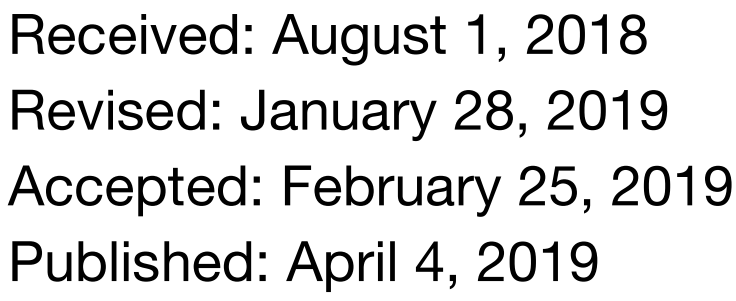 Received: August 1, 2018
Revised: January 28, 2019
Accepted: February 25, 2019
Published: April 4, 2019